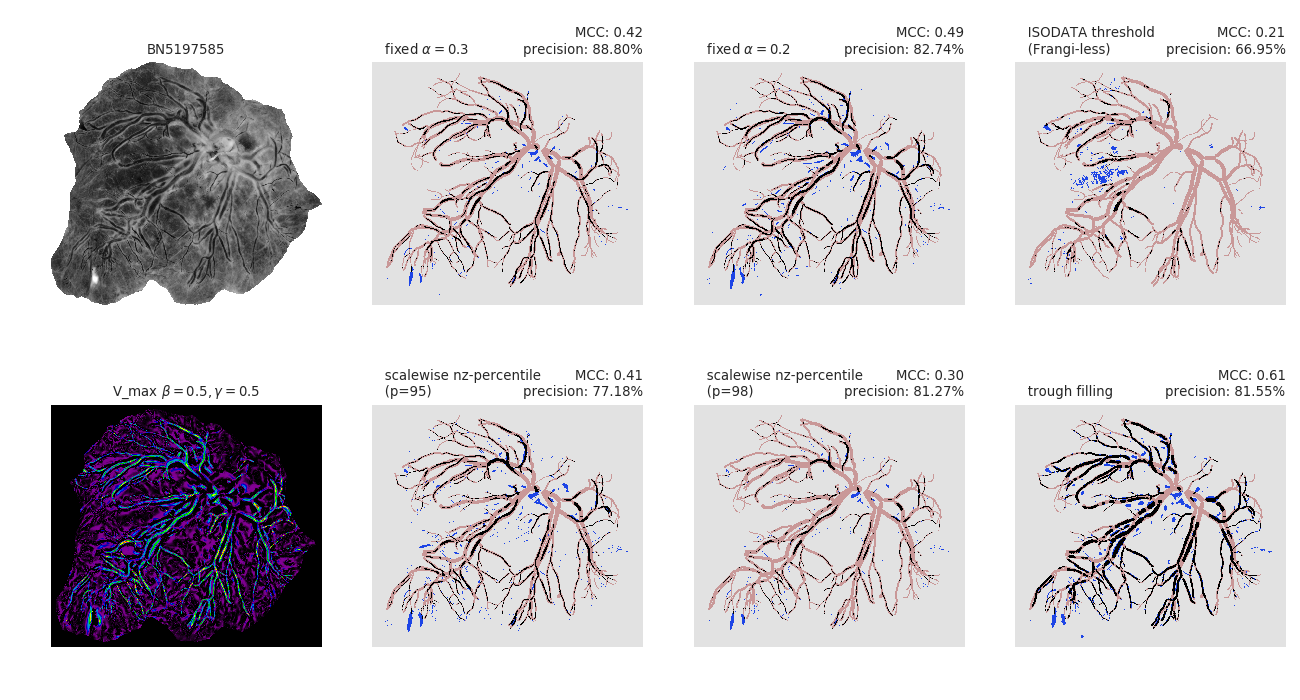 BN5197585
fixed α = 0.3
MCC: 0.42
precision: 88.80%
fixed α = 0.2
MCC: 0.49
precision: 82.74%
ISODATA threshold
(Frangi-less)
MCC: 0.21
precision: 66.95%
V_max β = 0.5, γ = 0.5
scalewise nz-percentile
(p=95)
MCC: 0.41
precision: 77.18%
scalewise nz-percentile
(p=98)
MCC: 0.30
precision: 81.27%
trough filling
MCC: 0.61
precision: 81.55%